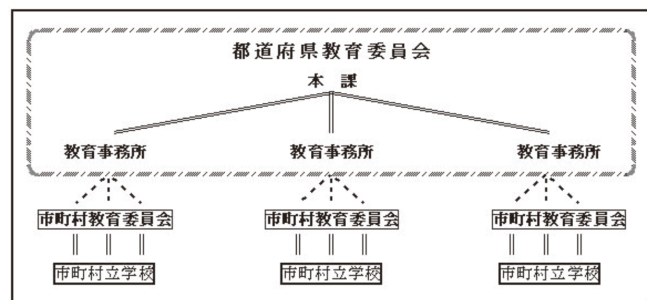 都道府県教育委員会
本 課
教育事務所 教育事務所 教育事務所
市町村教育委員会 市町村教育委員会 市町村教育委員会
市町村立学校 市町村立学校 市町村立学校